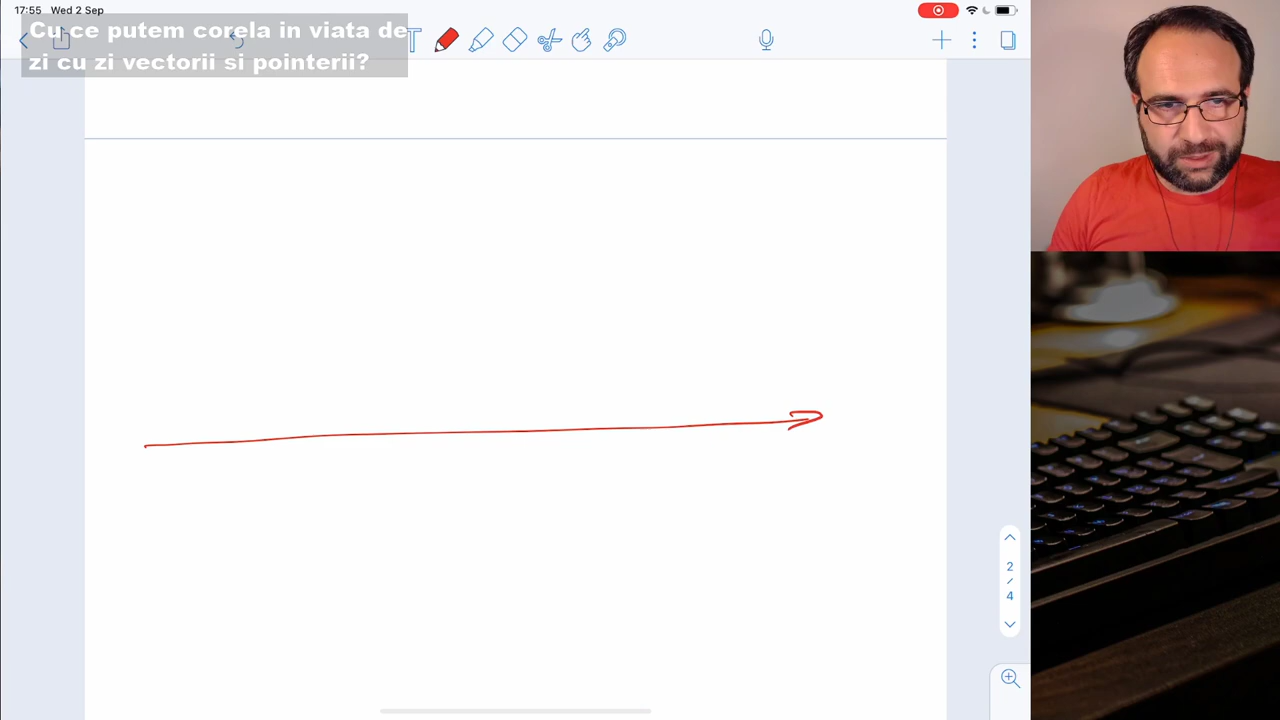 17:55 Wed 2 Sep
Cu ce putem corela in viata de
zi cu zi vectorii si pointerii?
T
2
/
4